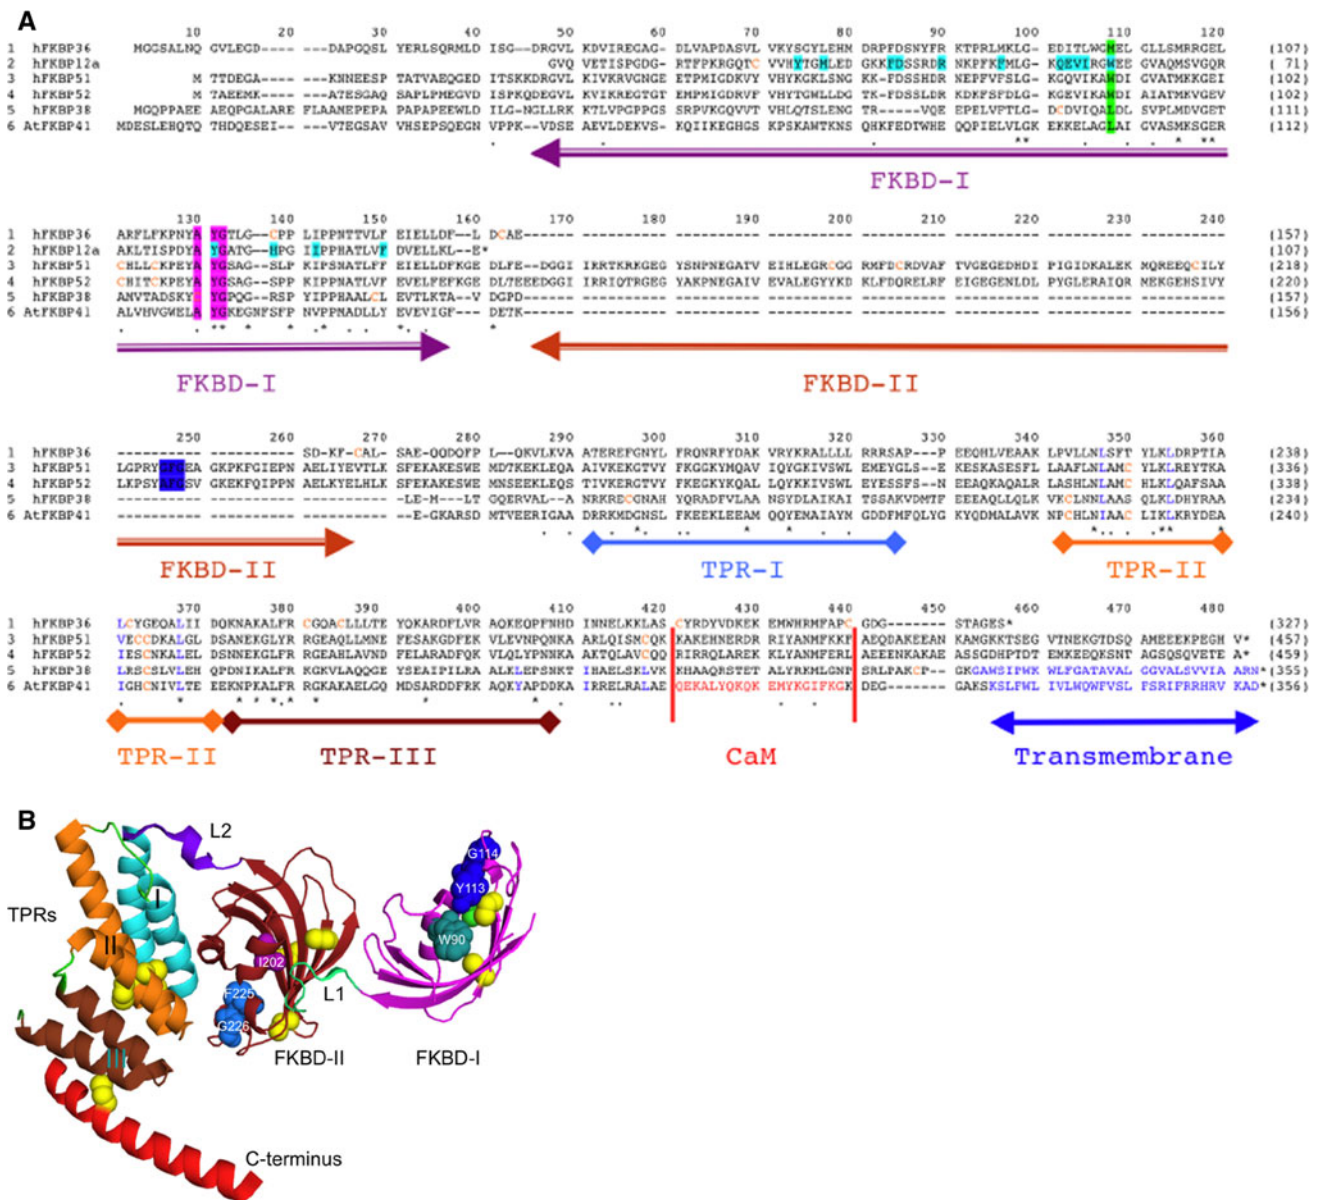 A
10 20 30 40 50 60 70 80 90 100 110 120
1 hFKBP36 MGGSALNQ GVLEGD---- ---DAPGQSL YERLSQRMLD ISG--DRGVL KDVIREGAG- DLVAPDASVL VKYSGYLEHM DRPFDSNYFR KTPRLMKLG- EDITLWGMEL GLLSMRRGEL (107)
2 hFKBP12a GVQ VETISPGDG- RTFPKRGQTC VVHYTGMLED GKKFDSSRDR NKPFKFMLG- KQEVIRGWEE GVAQMSVGQR (71)
3 hFKBP51 M TTDEGA---- -KNNEESP TATVAEQGED ITSKKDRGVL KIVKRVGNGE ETPMIGDKVY VHYKGKLSNG -KKFDSSHDR NEPFVFSLG- KGQVIKAWDI GVATMKKGEI (102)
4 hFKBP52 M TAEEMK---- -ATESGAQ SAPLPMEGVD ISPKQDEGVL KVIKREGTGT EMPMIGDRVF VHYTGWLLDG TK-FDSSLDR KDKFSFDLG- KGEVIKAWDI AIATMKVGEV (102)
5 hFKBP38 MGQPPAEE AEQPGALARE FLAAMEPEPA PAPAPEEWLD ILG-NGLLRK KTLVPGPPGS SRPVKGQVVT VHLQTSLENG TR----VQEE PELVFTLG- DCDVIQALDL SVPLMDVGET (111)
6 AtFKBP41 MDESLEHQTQ THDQESEI-- --VTEGSAV VHSEPSQEGN VPPK-VDSE AEVLDEKVS- KQIIKEGHGS KPSKAWTKNS QHKFEDTWHE QQPIELVLGK EKKELAGLAI GVASMKSGER (112)
FKBD-I
130 140 150 160 170 180 190 200 210 220 230 240
1 hFKBP36 ARFLFKPNYA YGTLG--CPP LIPPNTTVLF EIELLDF--L DCAE------ (157)
2 hFKBP12a AKLTISPDYA YGATG--HPG IIPPHATLVF DVELLKL--E* (107)
3 hFKBP51 CHLLCKPEYA YGSAG--SLP KIPSNATLFF EIELLDFKGE DLFE--DGGI IRRTKRKGEG YSNPNEGATV EIHLEGRCGG RMFDCRDVAF TVGEGEDHDI PIGIDKALEK MQREEQCILY (218)
4 hFKBP52 CHITCKPEYA YGSAG--SPP KIPPNATLVF EVELFEFKGE DLTEEEDGGI IRRIQTRGEG YAKPNEGAIV EVALEGYYKD KLFDQRELRF EIGEGENLDL PYGLERAIQR MEKGEHSIVY (220)
5 hFKBP38 ANVTADSKYC YGPQG--RSP YIPPHAALCL EVTLKTA--V DGPD------ (157)
6 AtFKBP41 ALVHVGWELA YGKEGNFSFP NVPPMADLLY EVEVIGF--- DETK------ (156)
FKBD-I FKBD-II
250 260 270 280 290 300 310 320 330 340 350 360
1 hFKBP36 ---------- ---------- SD-KF-CAL- SAE-QQDQFP L--QKVLKVA ATEREFGNYL FRQNRFYDAK VRYKRALLLL RRRSAP---P EEQHLVEAAK LPVLLNLSFT YLKLDRPTIA (238)
3 hFKBP51 LGPRYGFGEA GKPKFGIEPN AELIYEVTLK SFEKAKESWE MDTKEKLEQA AIVKEKGTVY FKGGKYMQAV IQYGKIVSWL EMEYGLS--E KESKASESFL LAAFLNLAMC YLKLREYTKA (336)
4 hFKBP52 LKPSYAFGSV GKEKFQIPPN AELKYELHLK SFEKAKESWE MNSEEKLEQS TIVKERGTVY FKEGKYKQAL LQYKKIVSWL EYESSFS--N EEAQKAQALR LASHLNLAMC HLKLQAFSAA (338)
5 hFKBP38 ---------- ---------- ---------- -LE-M--LTG QERVAL--A NRKRECGNAH YQRADFVLAA NSYDLAIKAI TSSAKVDMTF EEEAQLLQLK VKCLNNLAAS QLKLDHYRAA (234)
6 AtFKBP41 ---------- ---------- ---------- --E-GKARSD MTVEERIGAA DRRKMDGNSL FKEEKLEEAM QQYEMAIAYM GDDFMFQLYG KYQDMALAVK NPCHLNIAAC LIKLKRYDEA (240)
FKBD-II TPR-I TPR-II
370 380 390 400 410 420 430 440 450 460 470 480
1 hFKBP36 LCYGEQALII DQKNAKALFR CGQACLLLTE YQKARDFLVR AQKEQPFNHD INNELKKLAS CYRDYVDKEK EMWHRMFAPC GDG------- STAGES* (327)
3 hFKBP51 VECCDKALGL DSANEKGLYR RGEAQLLMNE FESAKGDFEK VLEVNPQNKA ARLQISMCQK KAKEHNERDR RIYANMFKKF AEQDAKEEAN KAMGKKTSEG VTNEKGTDSQ AMEEEKPEGH V* (457)
4 hFKBP52 IESCNKALEL DSNNEKGLFR RGEAHLAVND FELARADFQK VLQLYPNNKA AKTQLAVCQQ RIRRQLAREK KLYANMFERL AEEENKAKAE ASSGDHPTDT EMKEEQKSNT AGSQSQVETE A* (459)
5 hFKBP38 LRSCSLVLEH QPDNIKALFR KGKVLAQQGE YSEAIPILRA ALKLEPSNKT IHAELSKLVK KHAAQRSTET ALYRKMLGNP SRLPAKCP-- GKGAWSIPWK WLFGATAVAL GGVALSVVIA ARN* (355)
6 AtFKBP41 IGHCNIVLTE EEKNPKALFR RGKAKAELGQ MDSARDDFRK AQKYAPDDKA IRRELRALAE QEKALYQKQK EMYKGIFKGK DEG------- GAKSKSLFWL IVLWQWFVSL FSRIFRRHRV KAD* (356)
TPR-II TPR-III CaM Transmembrane
B
L2
G114
Y113
I
TPRs
W90
II
I202
F225
L1
G226
III
FKBD-II FKBD-I
C-terminus